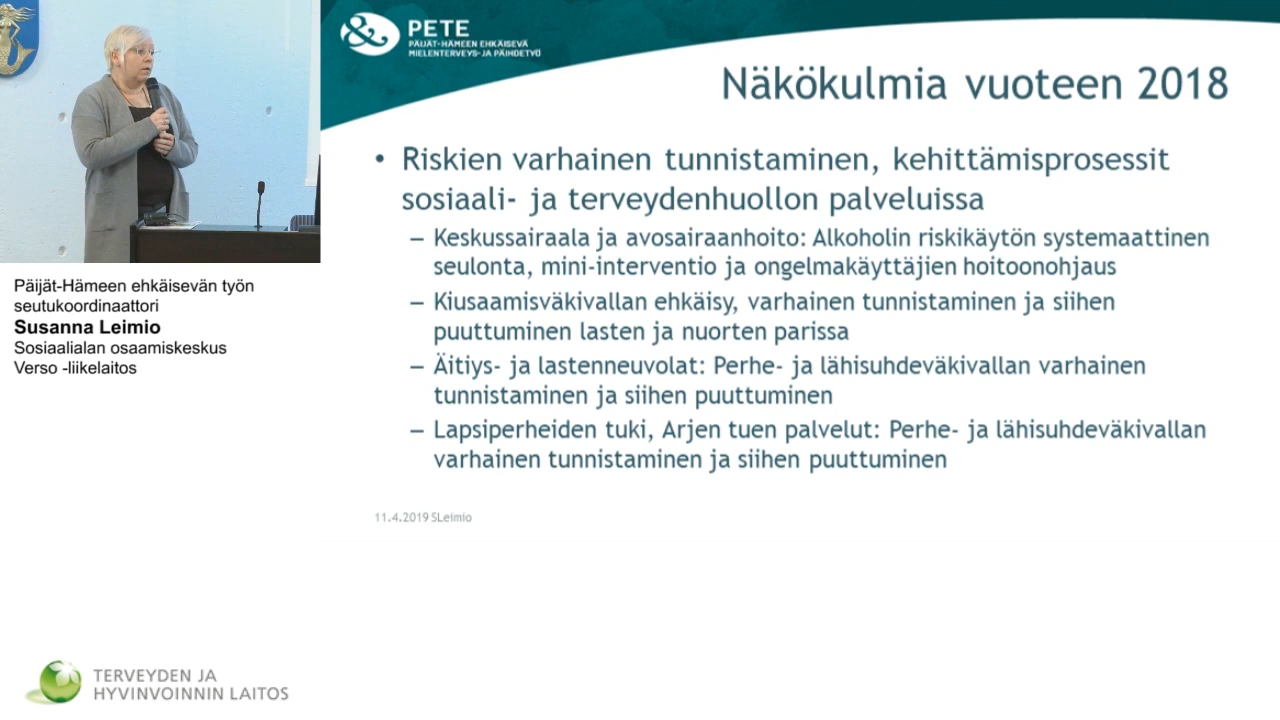 PETE
PÄIJÄT-HÄMEEN EHKÄISEVÄ
MIELENTERVEYS- JA PÄIHDETYÖ
Näkökulmia vuoteen 2018
• Riskien varhainen tunnistaminen, kehittämisprosessit
sosiaali- ja terveydenhuollon palveluissa
– Keskussairaala ja avosairaanhoito: Alkoholin riskikäytön systemaattinen
seulonta, mini-interventio ja ongelmakäyttäjien hoitoonohjaus
– Kiusaamisväkivallan ehkäisy, varhainen tunnistaminen ja siihen
puuttuminen lasten ja nuorten parissa
– Äitiys- ja lastenneuvolat: Perhe- ja lähisuhdeväkivallan varhainen
tunnistaminen ja siihen puuttuminen
– Lapsiperheiden tuki, Arjen tuen palvelut: Perhe- ja lähisuhdeväkivallan
varhainen tunnistaminen ja siihen puuttuminen
11.4.2019 SLeimio
Päijät-Hämeen ehkäisevän työn
seutukoordinaattori
Susanna Leimio
Sosiaalialan osaamiskeskus
Verso -liikelaitos
TERVEYDEN JA
HYVINVOINNIN LAITOS